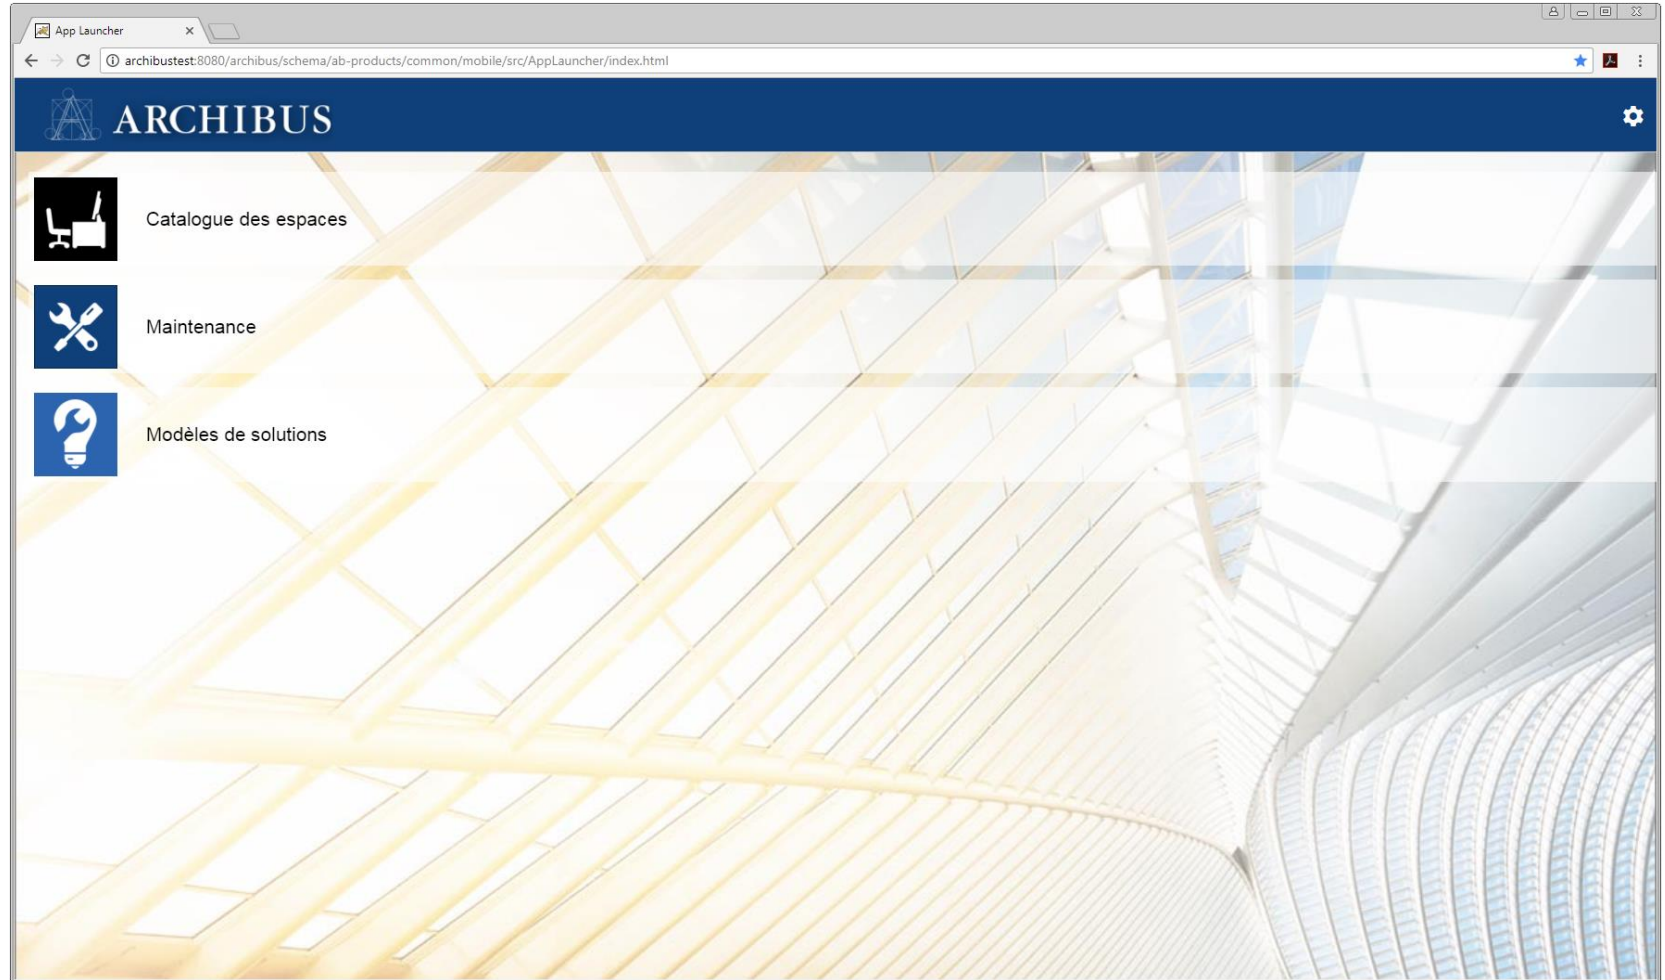 App Launcher
archibustest:8080/archibus/schema/ab-products/common/mobile/src/AppLauncher/index.html
ARCHIBUS
Catalogue des espaces
Maintenance
Modèles de solutions